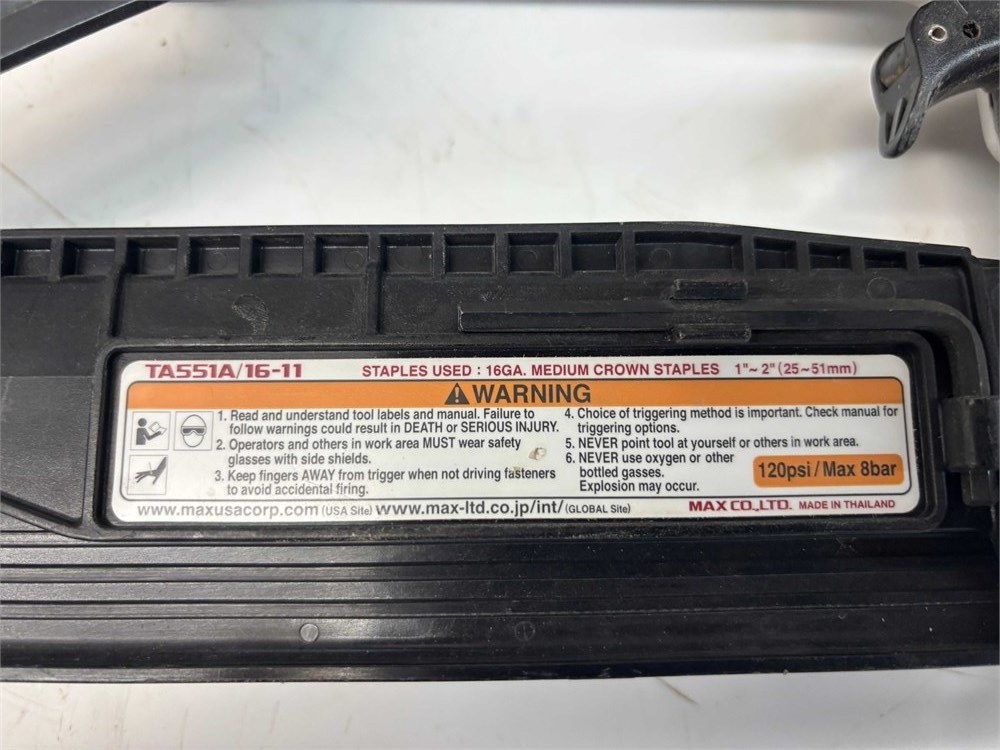 TA551A/16-11 STAPLES USED : 16GA. MEDIUM CROWN STAPLES 1"~ 2" (25~51mm)
WARNING
1. Read and understand tool labels and manual. Failure to
follow warnings could result in DEATH or SERIOUS INJURY.
2. Operators and others in work area MUST wear safety
glasses with side shields.
3. Keep fingers AWAY from trigger when not driving fasteners
to avoid accidental firing.
4. Choice of triggering method is important. Check manual for
triggering options.
5. NEVER point tool at yourself or others in work area.
6. NEVER use oxygen or other
bottled gasses.
Explosion may occur.
120psi/Max 8bar
www.maxusacorp.com (USA Site) www.max-ltd.co.jp/int/ (GLOBAL Site) MAX CO.,LTD. MADE IN THAILAND